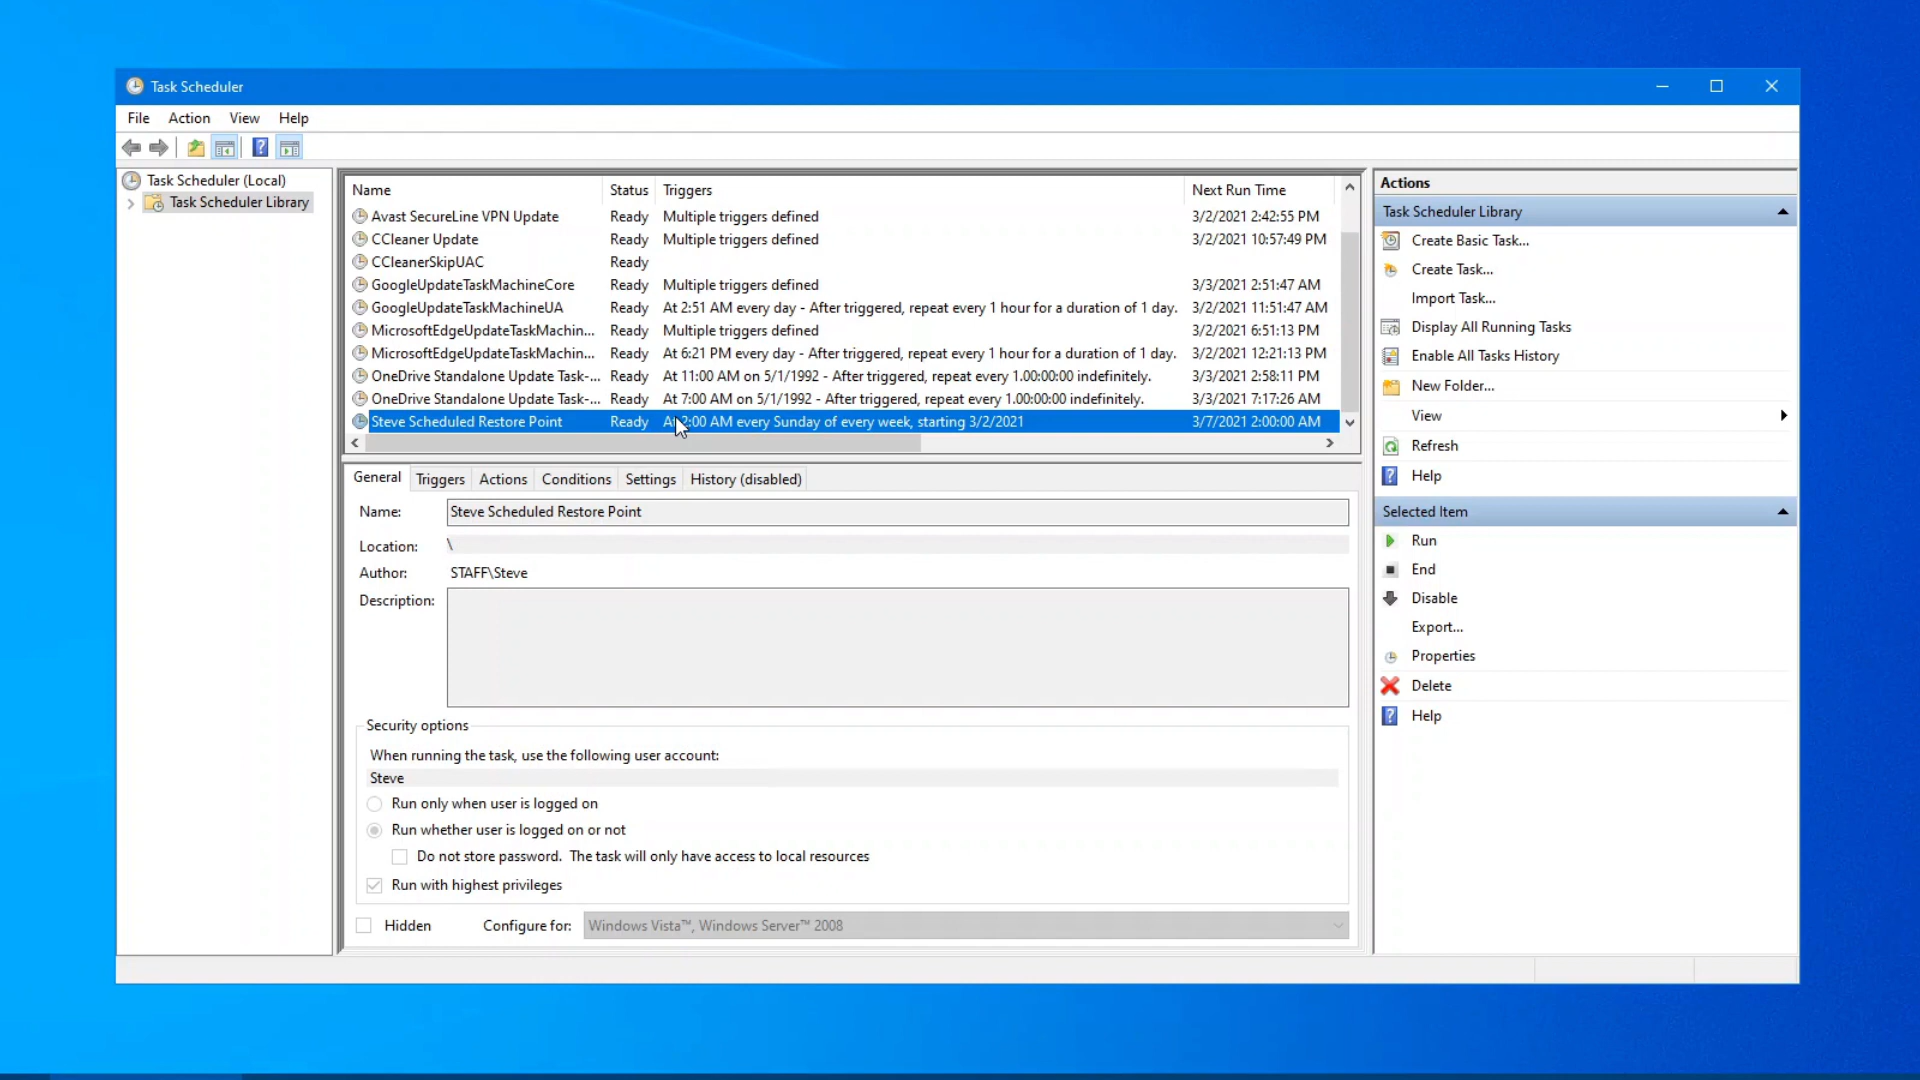 Task Scheduler
File Action View Help
Task Scheduler (Local)
Task Scheduler Library
Name Status Triggers Next Run Time
Avast SecureLine VPN Update Ready Multiple triggers defined 3/2/2021 2:42:55 PM
CCleaner Update Ready Multiple triggers defined 3/2/2021 10:57:49 PM
CCleanerSkipUAC Ready
GoogleUpdateTaskMachineCore Ready Multiple triggers defined 3/3/2021 2:51:47 AM
GoogleUpdateTaskMachineUA Ready At 2:51 AM every day - After triggered, repeat every 1 hour for a duration of 1 day. 3/2/2021 11:51:47 AM
MicrosoftEdgeUpdateTaskMachin... Ready Multiple triggers defined 3/2/2021 6:51:13 PM
MicrosoftEdgeUpdateTaskMachin... Ready At 6:21 PM every day - After triggered, repeat every 1 hour for a duration of 1 day. 3/2/2021 12:21:13 PM
OneDrive Standalone Update Task-... Ready At 11:00 AM on 5/1/1992 - After triggered, repeat every 1.00:00:00 indefinitely. 3/3/2021 2:58:11 PM
OneDrive Standalone Update Task-... Ready At 7:00 AM on 5/1/1992 - After triggered, repeat every 1.00:00:00 indefinitely. 3/3/2021 7:17:26 AM
Steve Scheduled Restore Point Ready At 2:00 AM every Sunday of every week, starting 3/2/2021 3/7/2021 2:00:00 AM
General Triggers Actions Conditions Settings History (disabled)
Name: Steve Scheduled Restore Point
Location: \
Author: STAFF\Steve
Description:
Security options
When running the task, use the following user account:
Steve
Run only when user is logged on
Run whether user is logged on or not
Do not store password. The task will only have access to local resources
Run with highest privileges
Hidden Configure for: Windows Vista™, Windows Server™ 2008
Actions
Task Scheduler Library
Create Basic Task...
Create Task...
Import Task...
Display All Running Tasks
Enable All Tasks History
New Folder...
View
Refresh
Help
Selected Item
Run
End
Disable
Export...
Properties
Delete
Help